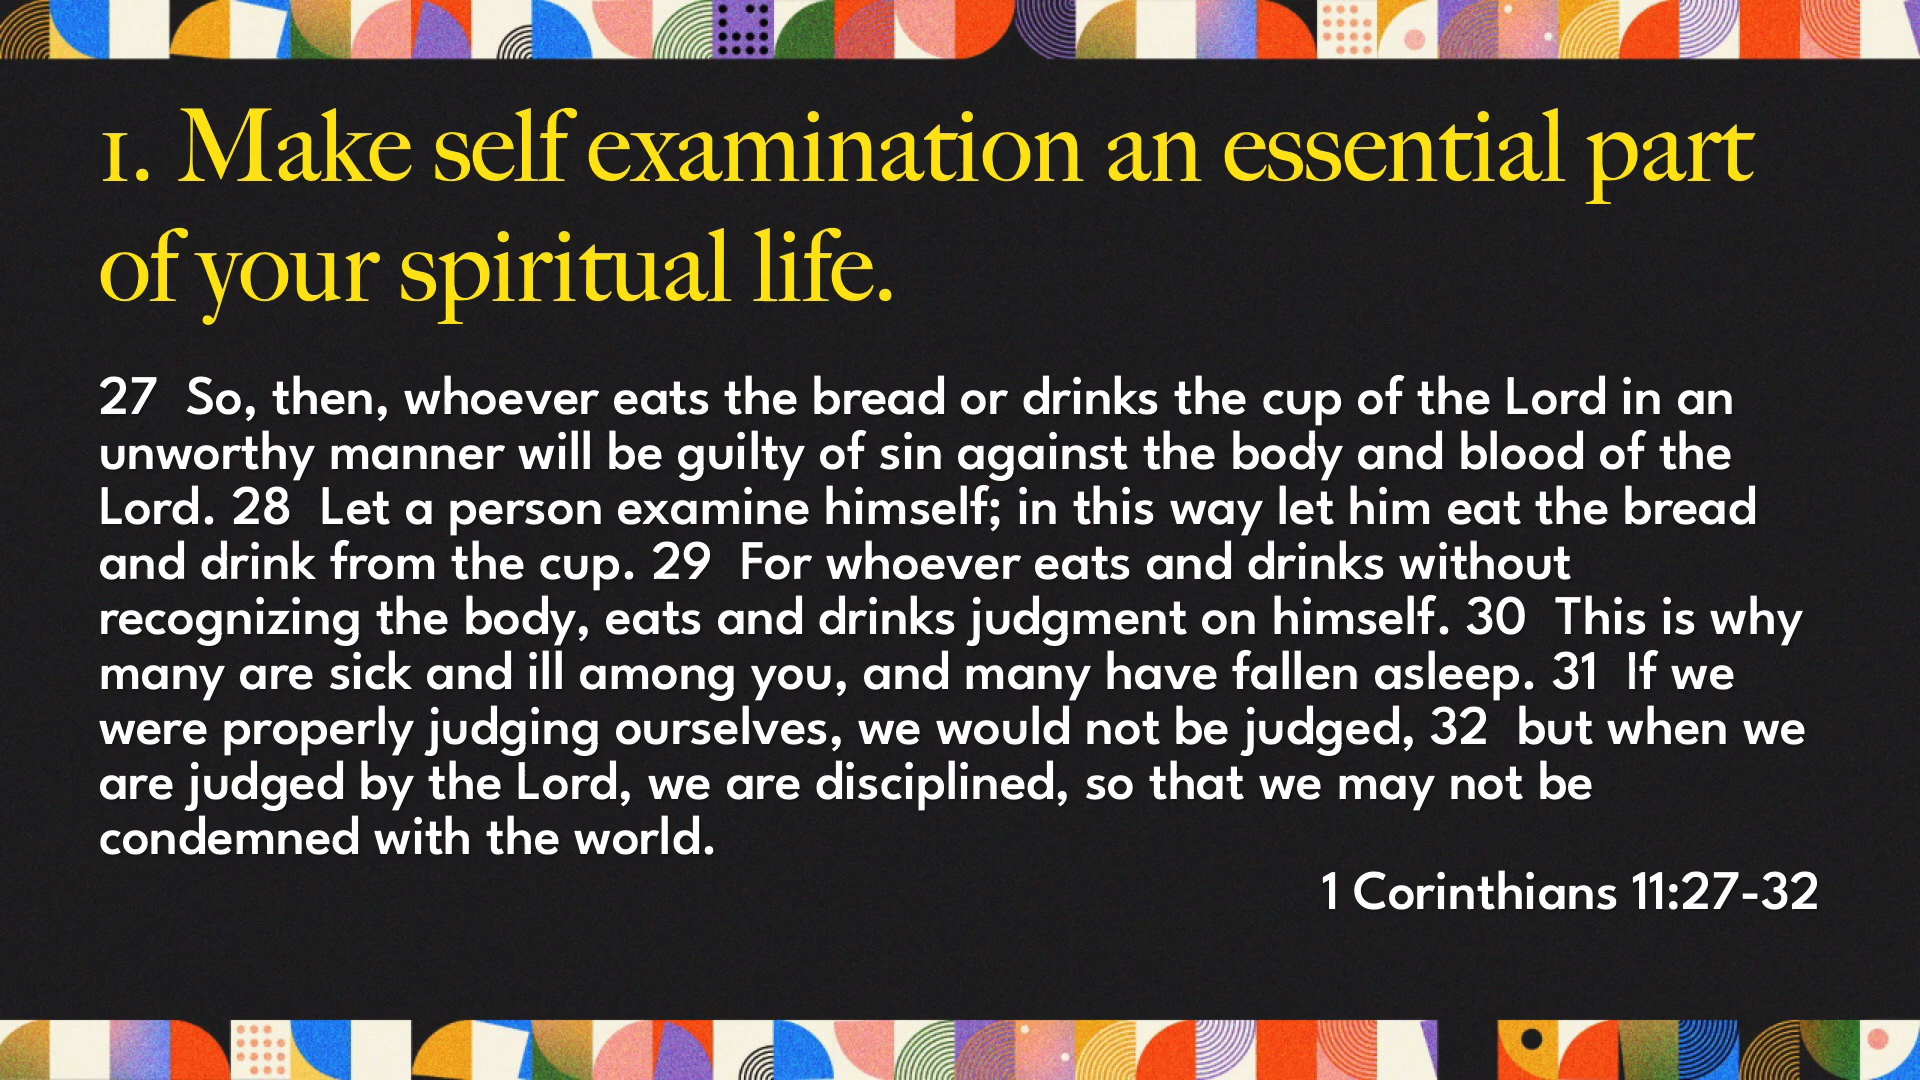 1. Make self examination an essential part
of your spiritual life.
27  So, then, whoever eats the bread or drinks the cup of the Lord in an
unworthy manner will be guilty of sin against the body and blood of the
Lord. 28  Let a person examine himself; in this way let him eat the bread
and drink from the cup. 29  For whoever eats and drinks without
recognizing the body, eats and drinks judgment on himself. 30  This is why
many are sick and ill among you, and many have fallen asleep. 31  If we
were properly judging ourselves, we would not be judged, 32  but when we
are judged by the Lord, we are disciplined, so that we may not be
condemned with the world.
1 Corinthians 11:27-32